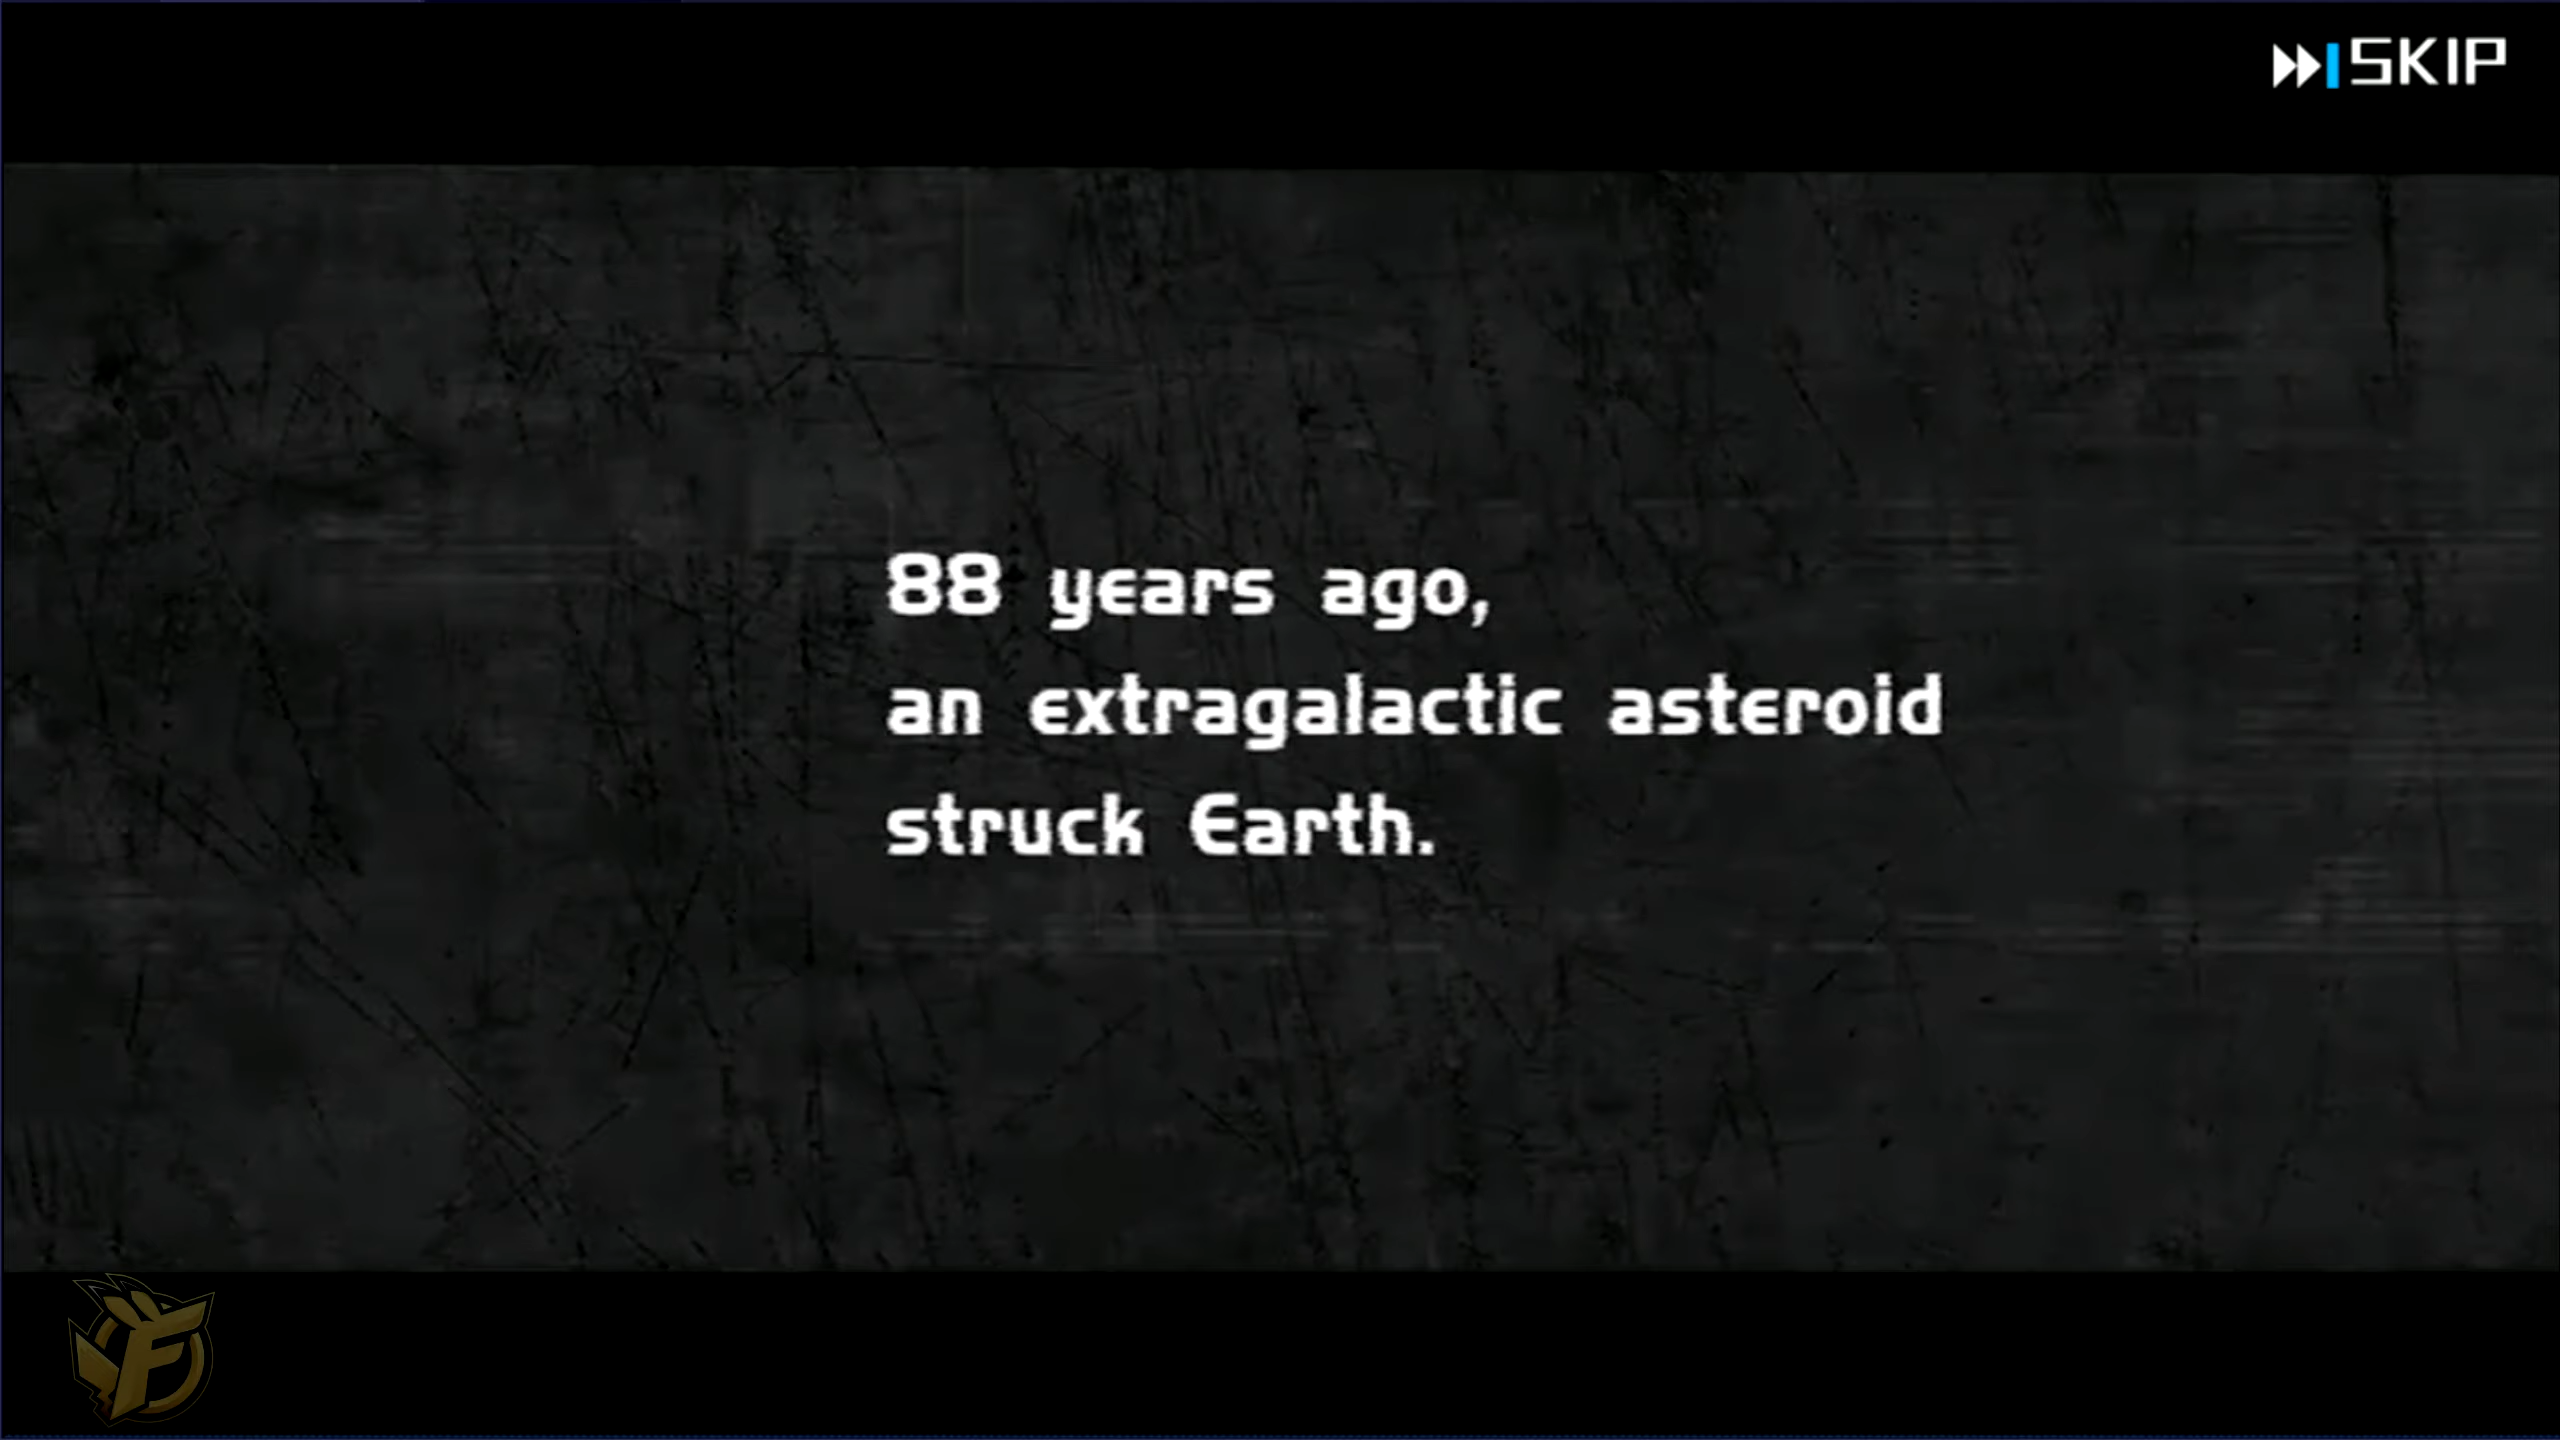 SKIP
88 years ago,
an extragalactic asteroid
struck Earth.
F